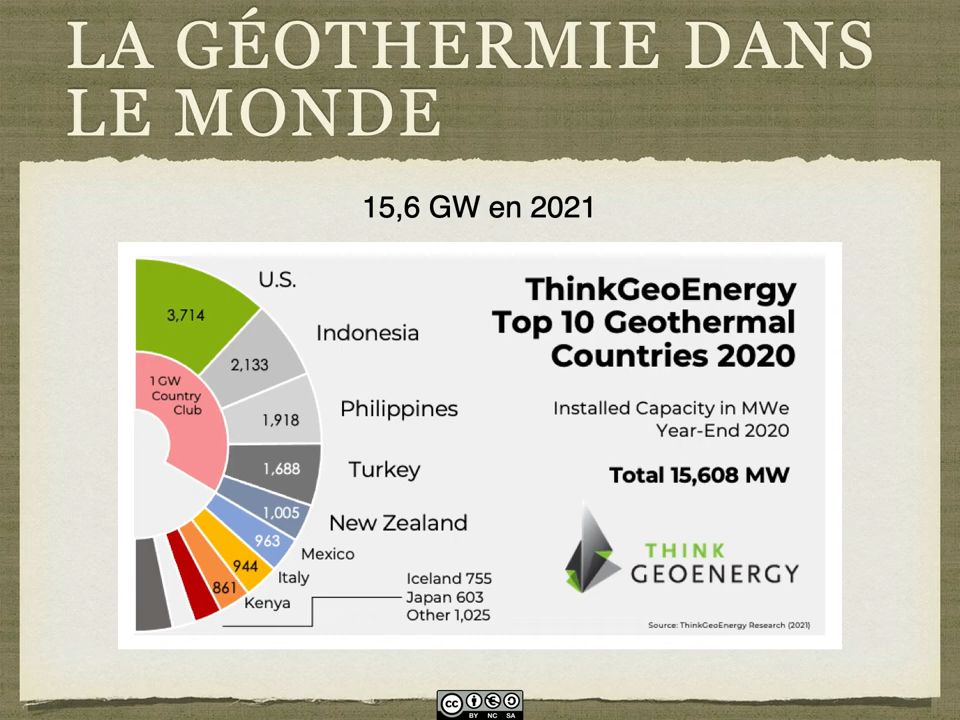 LA GÉOTHERMIE DANS
LE MONDE
15,6 GW en 2021
U.S.
3,714
Indonesia
2,133
1 GW
Country
Club
Philippines
1,918
Turkey
1,688
New Zealand
1,005
Mexico
963
Italy
944
Kenya
861
Iceland 755
Japan 603
Other 1,025
ThinkGeoEnergy
Top 10 Geothermal
Countries 2020
Installed Capacity in MWe
Year-End 2020
Total 15,608 MW
THINK
GEOENERGY
Source: ThinkGeoEnergy Research (2021)
cc
BY NC SA